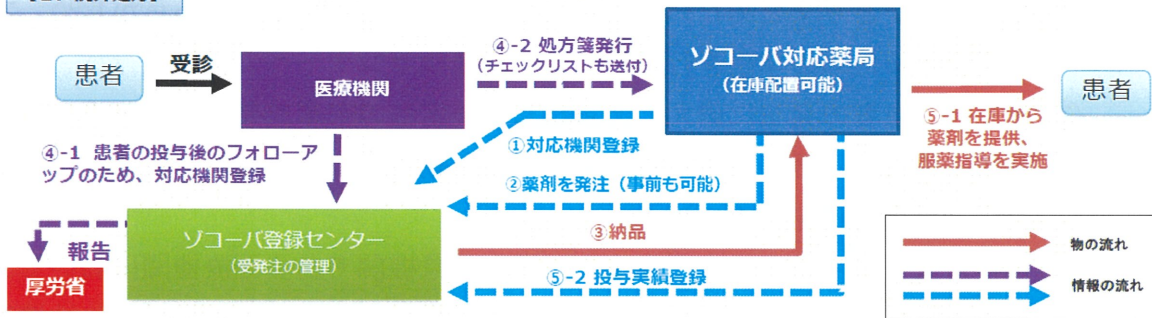 患者
受診
医療機関
④-2 処方箋発行
(チェックリストも送付)
ゾコーバ対応薬局
(在庫配置可能)
患者
⑤-1 在庫から
薬剤を提供、
服薬指導を実施
④-1 患者の投与後のフォローア
ップのため、対応機関登録
①対応機関登録
②薬剤を発注(事前も可能)
ゾコーバ登録センター
(受発注の管理)
③納品
報告
厚労省
⑤-2 投与実績登録
物の流れ
情報の流れ